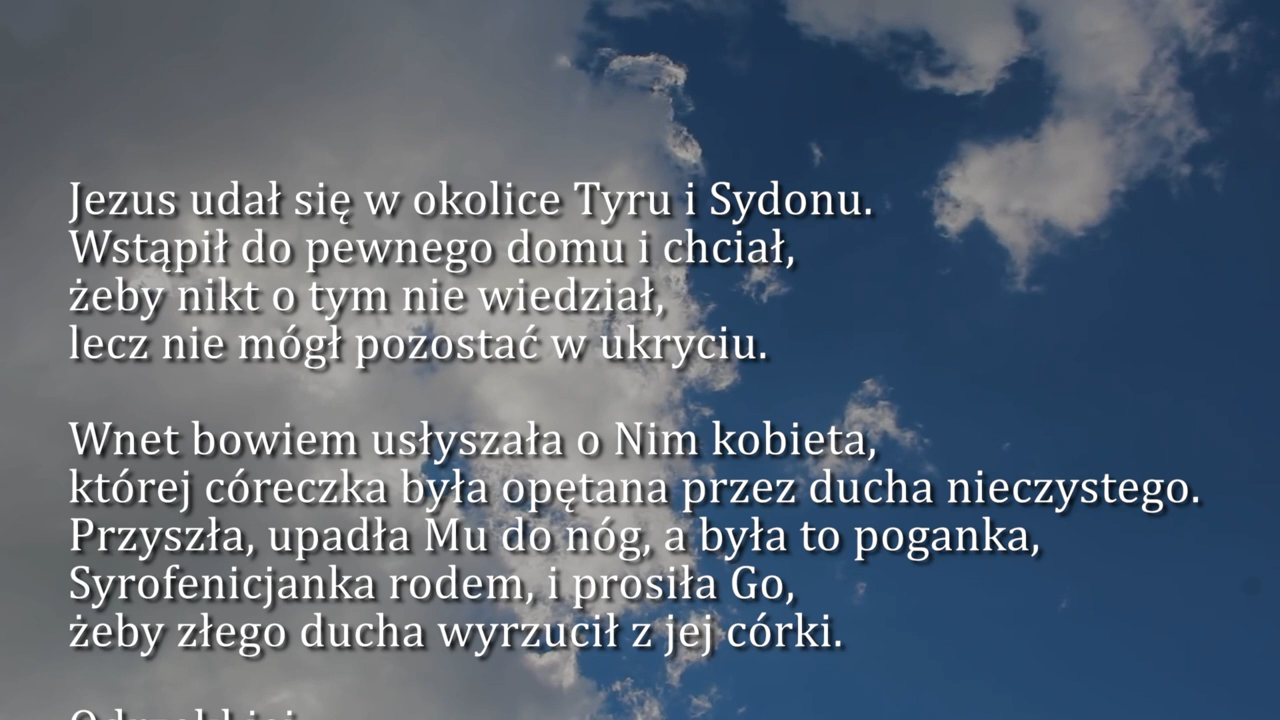 Jezus udał się w okolice Tyru i Sydonu.
Wstąpił do pewnego domu i chciał,
żeby nikt o tym nie wiedział,
lecz nie mógł pozostać w ukryciu.
Wnet bowiem usłyszała o Nim kobieta,
której córeczka była opętana przez ducha nieczystego.
Przyszła, upadła Mu do nóg, a była to poganka,
Syrofenicjanka rodem, i prosiła Go,
żeby złego ducha wyrzucił z jej córki.